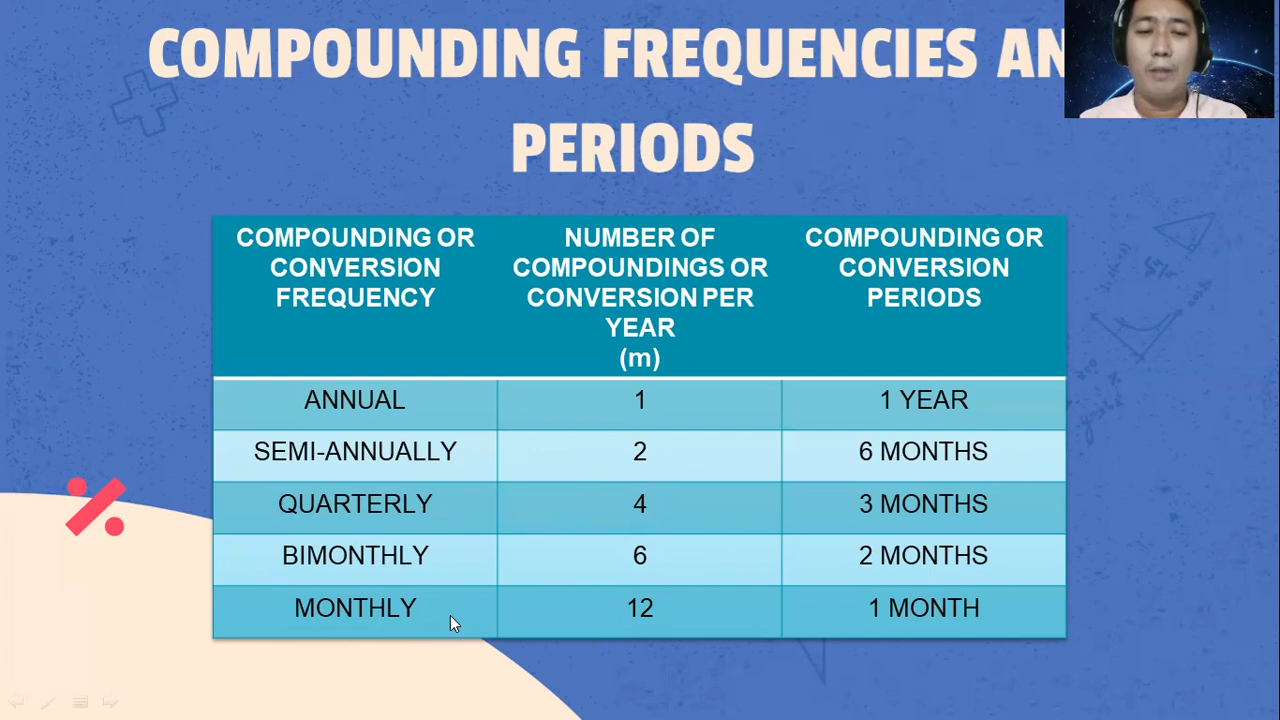 COMPOUNDING FREQUENCIES AN
PERIODS
COMPOUNDING OR CONVERSION FREQUENCY
NUMBER OF COMPOUNDINGS OR CONVERSION PER YEAR (m)
COMPOUNDING OR CONVERSION PERIODS
ANNUAL 1 1 YEAR
SEMI-ANNUALLY 2 6 MONTHS
QUARTERLY 4 3 MONTHS
BIMONTHLY 6 2 MONTHS
MONTHLY 12 1 MONTH